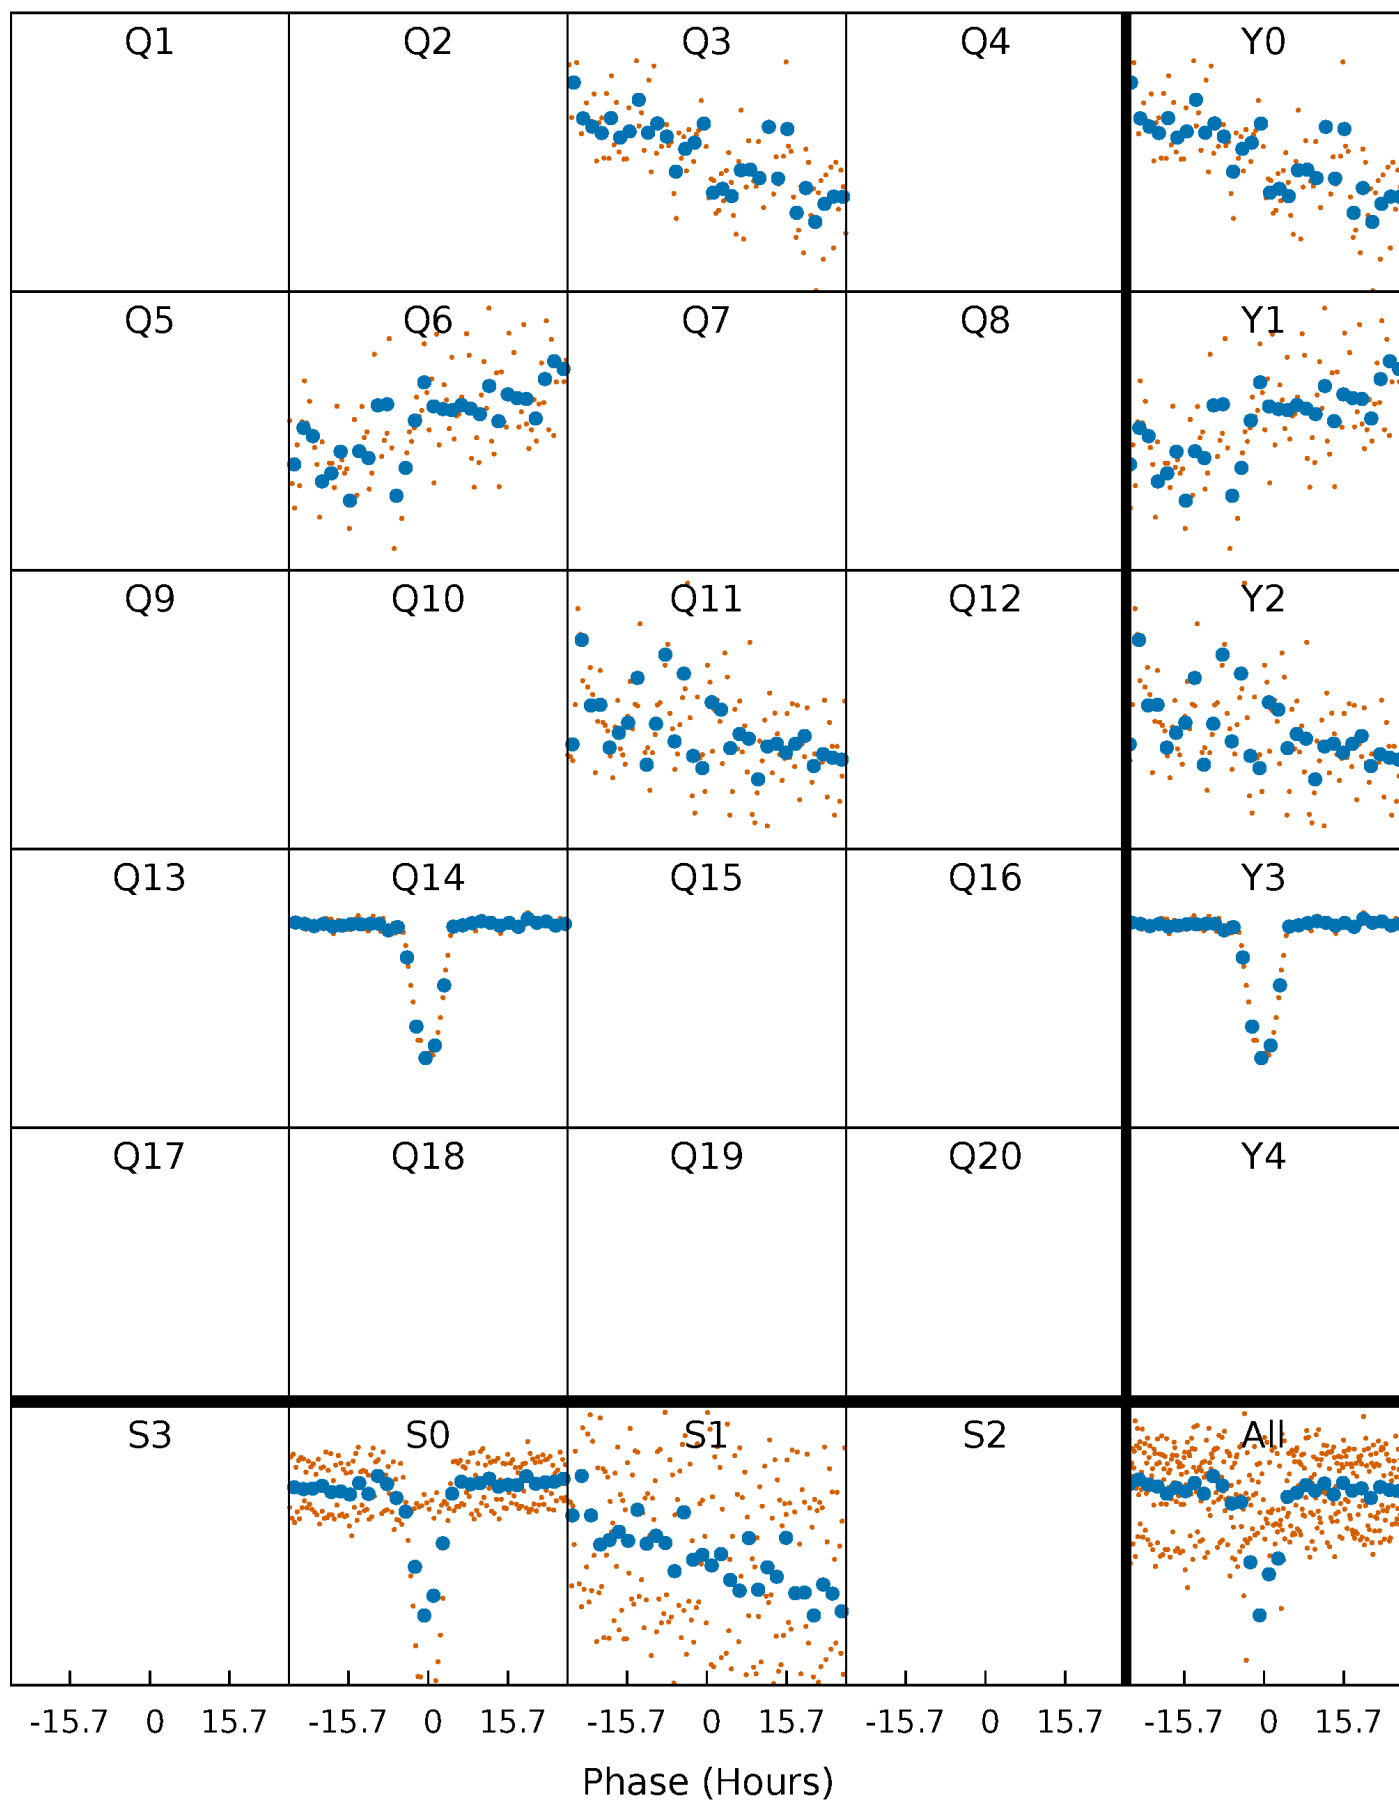 Q1 Q2 Q3 Q4 Y0
Q5 Q6 Q7 Q8 Y1
Q9 Q10 Q11 Q12 Y2
Q13 Q14 Q15 Q16 Y3
Q17 Q18 Q19 Q20 Y4
S3 S0 S1 S2 All
-15.7 0 15.7 -15.7 0 15.7 -15.7 0 15.7 -15.7 0 15.7 -15.7 0 15.7
Phase (Hours)